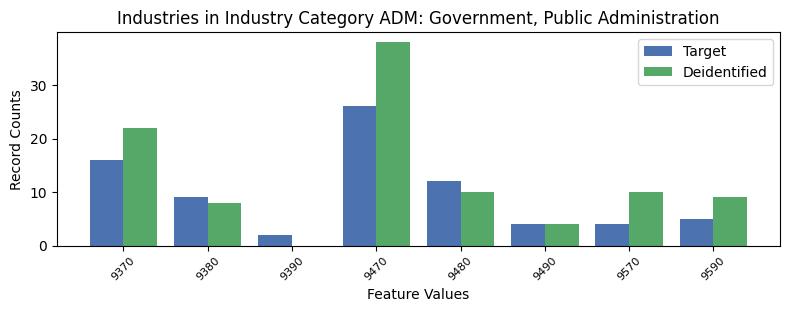 Industries in Industry Category ADM: Government, Public Administration
Target
Deidentified
Record Counts
30
20
10
0
9370 9380 9390 9470 9480 9490 9570 9590
Feature Values